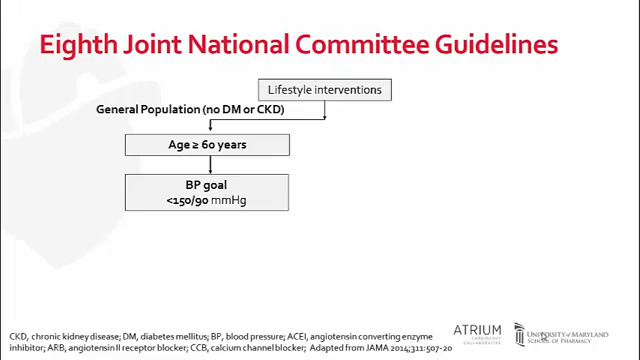 Eighth Joint National Committee Guidelines
Lifestyle interventions
General Population (no DM or CKD)
Age ≥ 60 years
BP goal
<150/90 mmHg
CKD, chronic kidney disease; DM, diabetes mellitus; BP, blood pressure; ACEI, angiotensin converting enzyme
inhibitor; ARB, angiotensin II receptor blocker; CCB, calcium channel blocker; Adapted from JAMA 2014;311:507-20
ATRIUM
CARDIOLOGY
COLLABORATIVE
UNIVERSITY of MARYLAND
SCHOOL OF PHARMACY